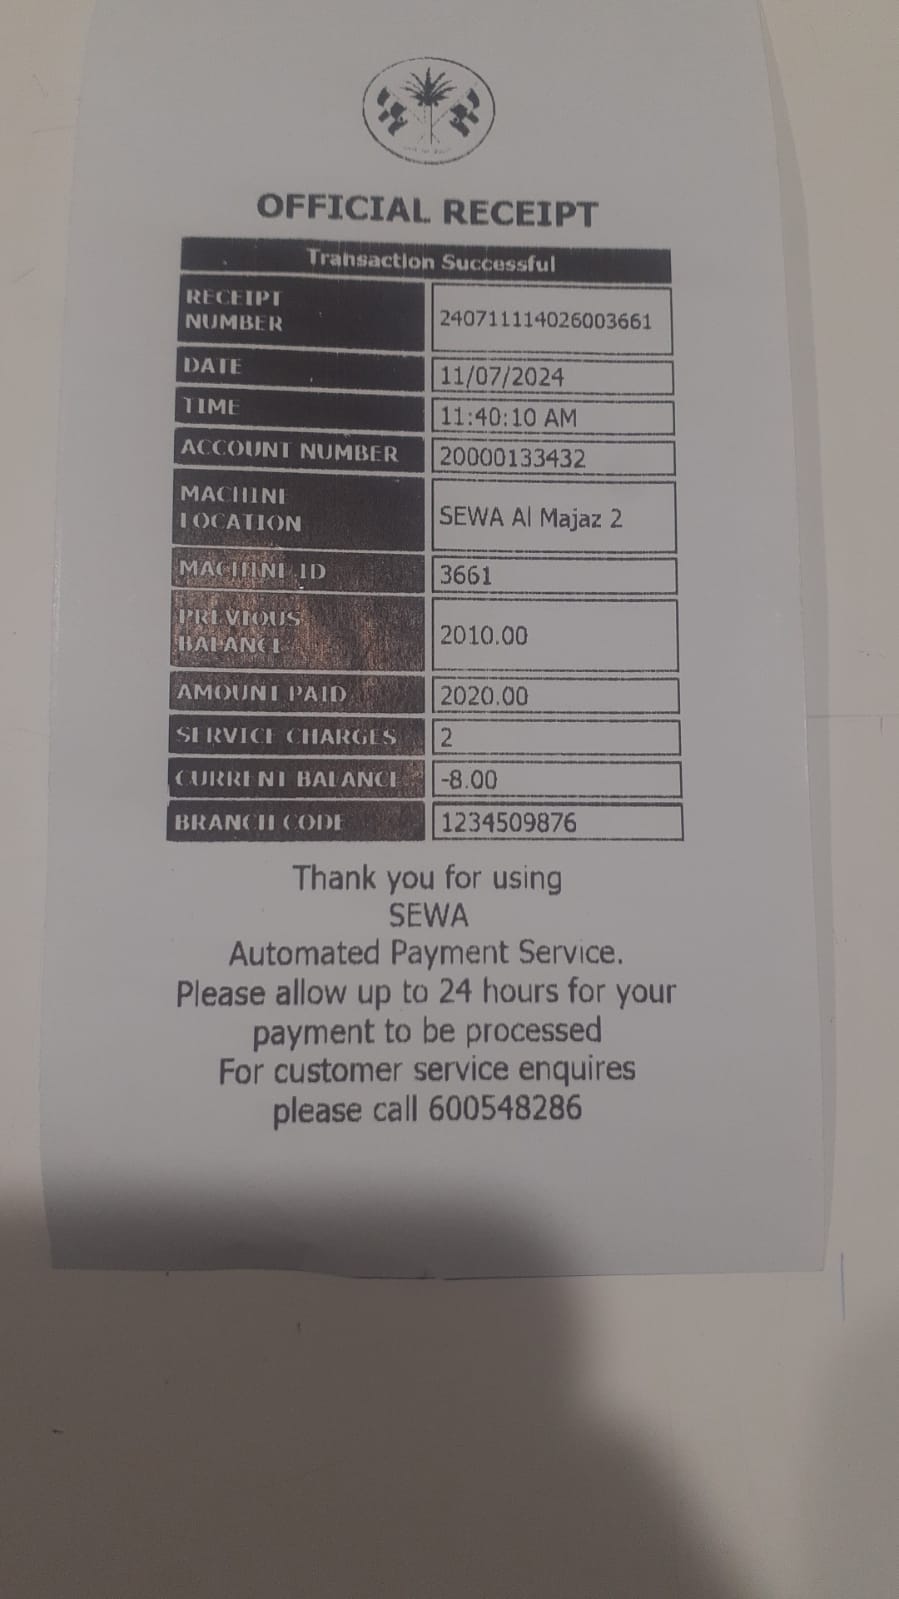 OFFICIAL RECEIPT
Transaction Successful
RECEIPT
NUMBER
240711114026003661
DATE
11/07/2024
TIME
11:40:10 AM
ACCOUNT NUMBER
20000133432
MACHINE
LOCATION
SEWA Al Majaz 2
MACHINE ID
3661
PREVIOUS
BALANCE
2010.00
AMOUNT PAID
2020.00
SERVICE CHARGES
2
CURRENT BALANCE
-8.00
BRANCH CODE
1234509876
Thank you for using
SEWA
Automated Payment Service.
Please allow up to 24 hours for your
payment to be processed
For customer service enquires
please call 600548286